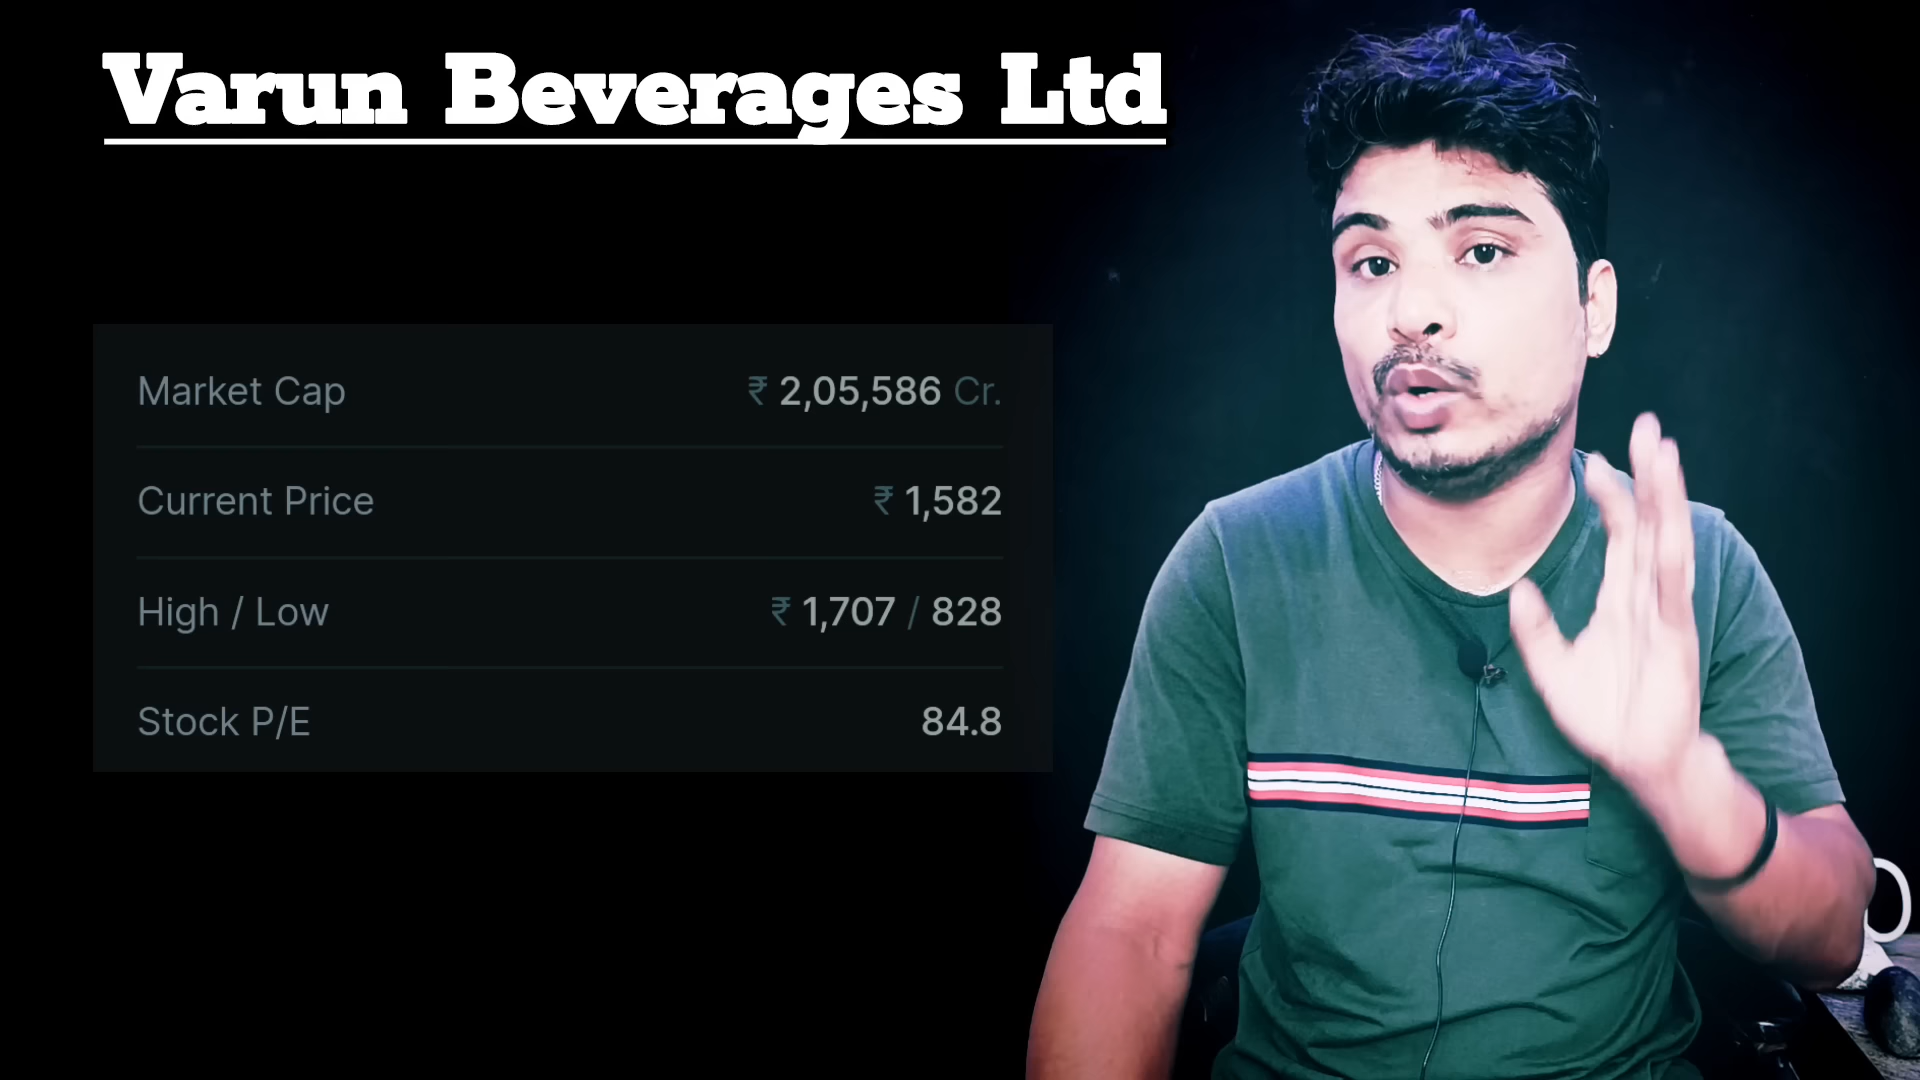 Varun Beverages Ltd
Market Cap ₹ 2,05,586 Cr.
Current Price ₹ 1,582
High / Low ₹ 1,707 / 828
Stock P/E 84.8